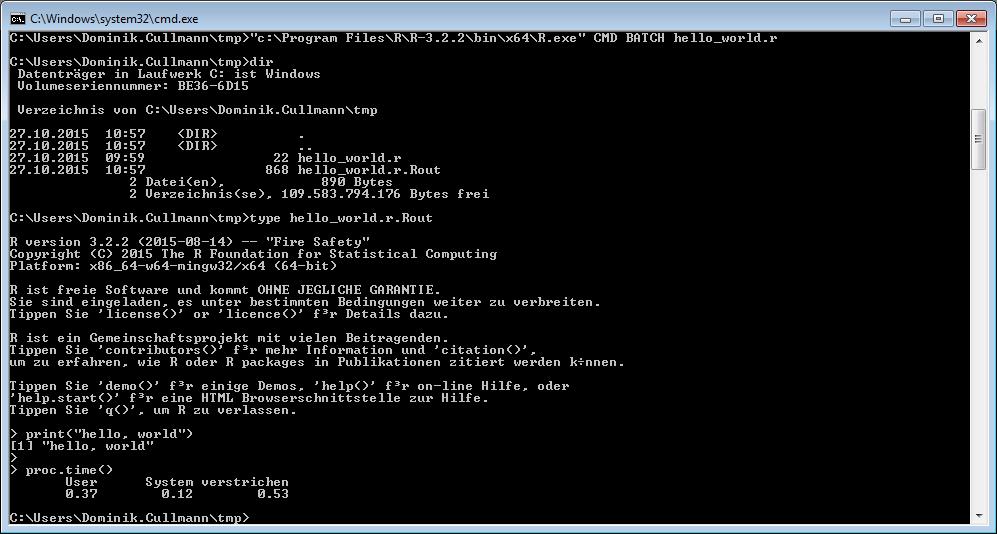 C:\Windows\system32\cmd.exe
C:\Users\Dominik.Cullmann\tmp>"c:\Program Files\R\R-3.2.2\bin\x64\R.exe" CMD BATCH hello_world.r
C:\Users\Dominik.Cullmann\tmp>dir
Datenträger in Laufwerk C: ist Windows
Volumeseriennummer: BE36-6D15
Verzeichnis von C:\Users\Dominik.Cullmann\tmp
27.10.2015  10:57    <DIR>          .
27.10.2015  10:57    <DIR>          ..
27.10.2015  09:59                22 hello_world.r
27.10.2015  10:57               868 hello_world.r.Rout
2 Datei(en),            890 Bytes
2 Verzeichnis(se), 109.583.794.176 Bytes frei
C:\Users\Dominik.Cullmann\tmp>type hello_world.r.Rout
R version 3.2.2 (2015-08-14) -- "Fire Safety"
Copyright (C) 2015 The R Foundation for Statistical Computing
Platform: x86_64-w64-mingw32/x64 (64-bit)
R ist freie Software und kommt OHNE JEGLICHE GARANTIE.
Sie sind eingeladen, es unter bestimmten Bedingungen weiter zu verbreiten.
Tippen Sie 'license()' or 'licence()' f³r Details dazu.
R ist ein Gemeinschaftsprojekt mit vielen Beitragenden.
Tippen Sie 'contributors()' f³r mehr Information und 'citation()',
um zu erfahren, wie R oder R packages in Publikationen zitiert werden k÷nnen.
Tippen Sie 'demo()' f³r einige Demos, 'help()' f³r on-line Hilfe, oder
'help.start()' f³r eine HTML Browserschnittstelle zur Hilfe.
Tippen Sie 'q()', um R zu verlassen.
> print("hello, world")
[1] "hello, world"
>
> proc.time()
User      System verstrichen
0.37        0.12        0.53
C:\Users\Dominik.Cullmann\tmp>